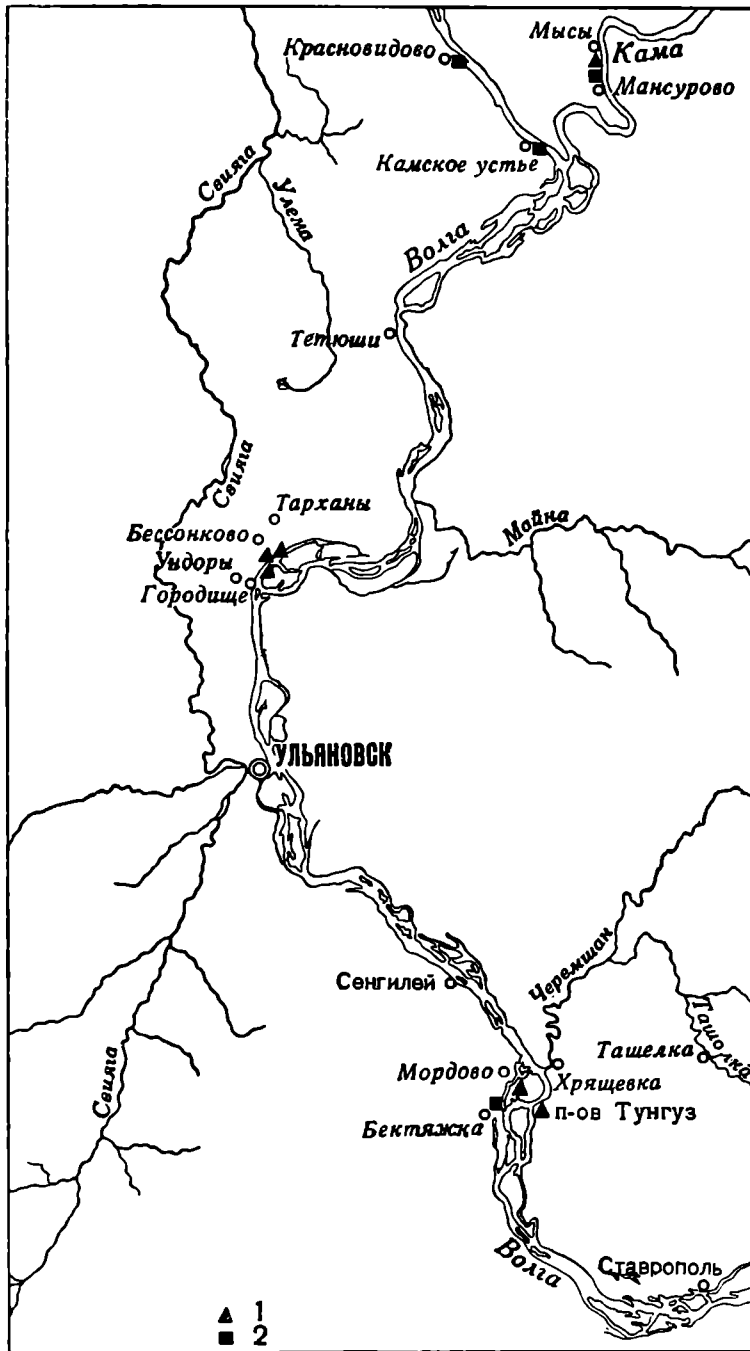 Мысы
Кама
Красновидово
Мансурово
Камское устье
Свияга
Улема
Волга
Тетюши
Свияга
Тарханы
Бессонково
Майна
Ундоры
Городище
УЛЬЯНОВСК
Черемшан
Сенгилей
Ташолка
Ташелка
Мордово
Хрящевка
Свияга
п-ов Тунгуз
Бектяжка
Волга
Ставрополь
1
2